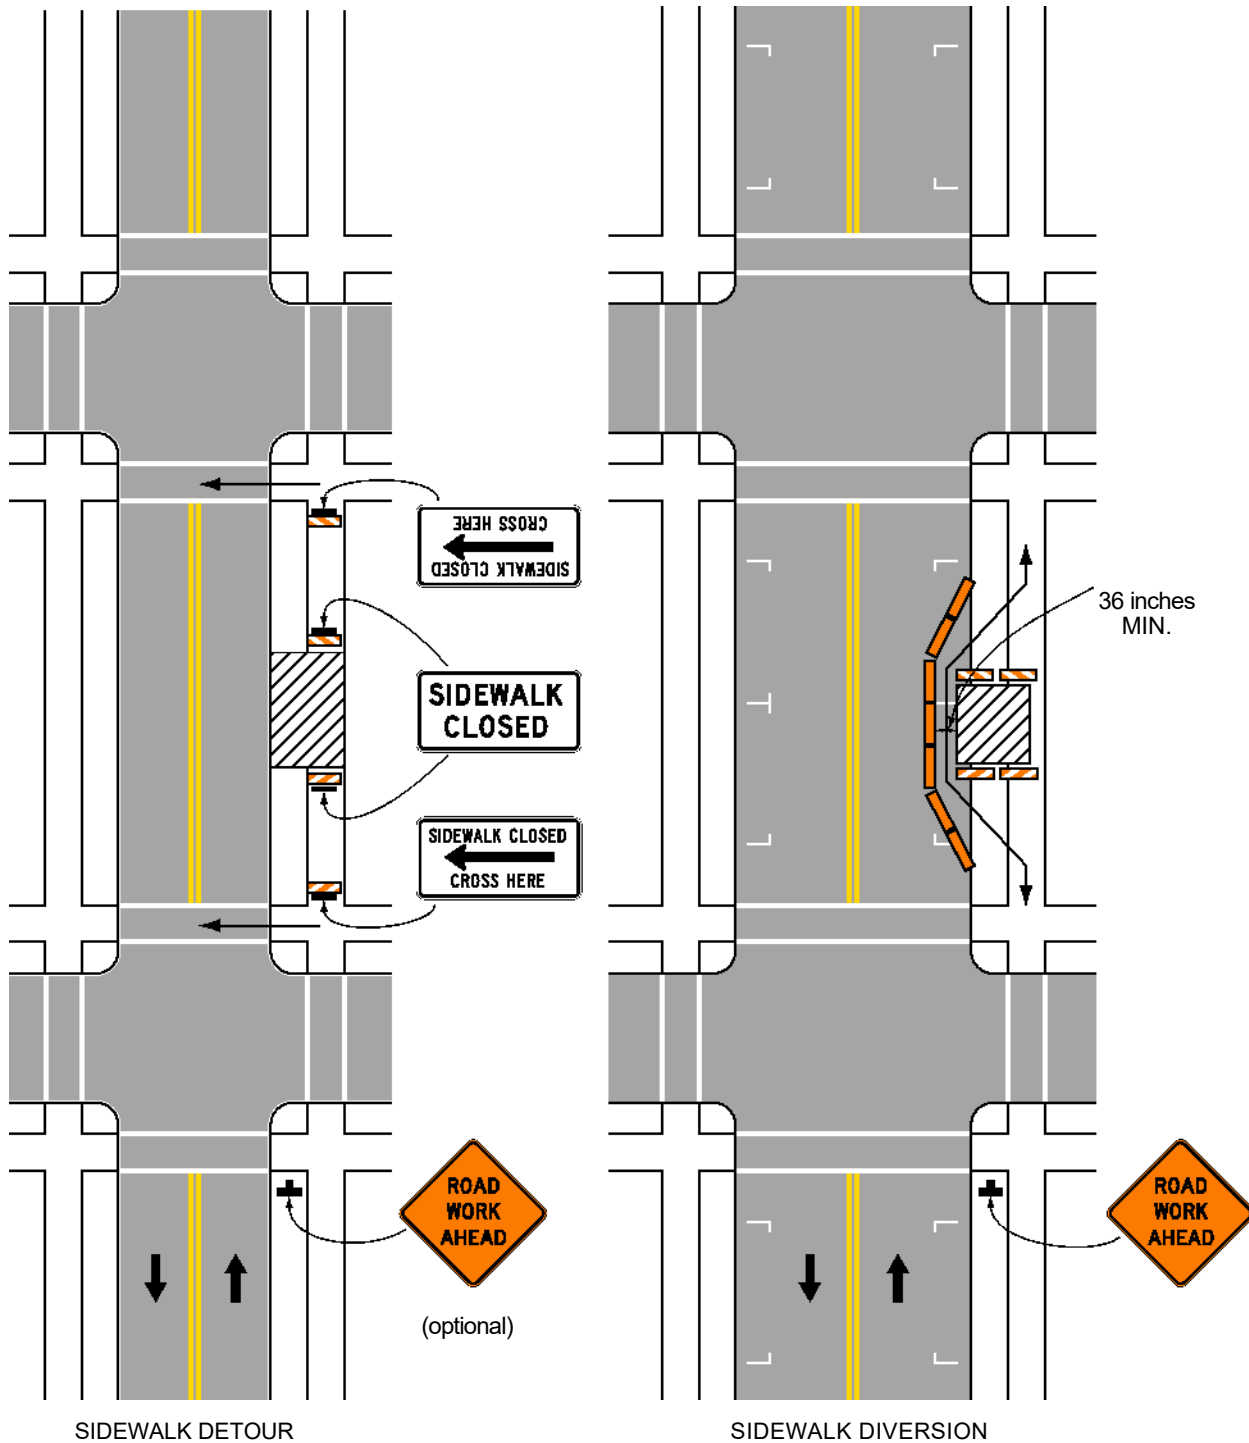 CROSS HERE
SIDEWALK CLOSED
SIDEWALK
CLOSED
SIDEWALK CLOSED
CROSS HERE
36 inches
MIN.
ROAD
WORK
AHEAD
(optional)
ROAD
WORK
AHEAD
SIDEWALK DETOUR
SIDEWALK DIVERSION